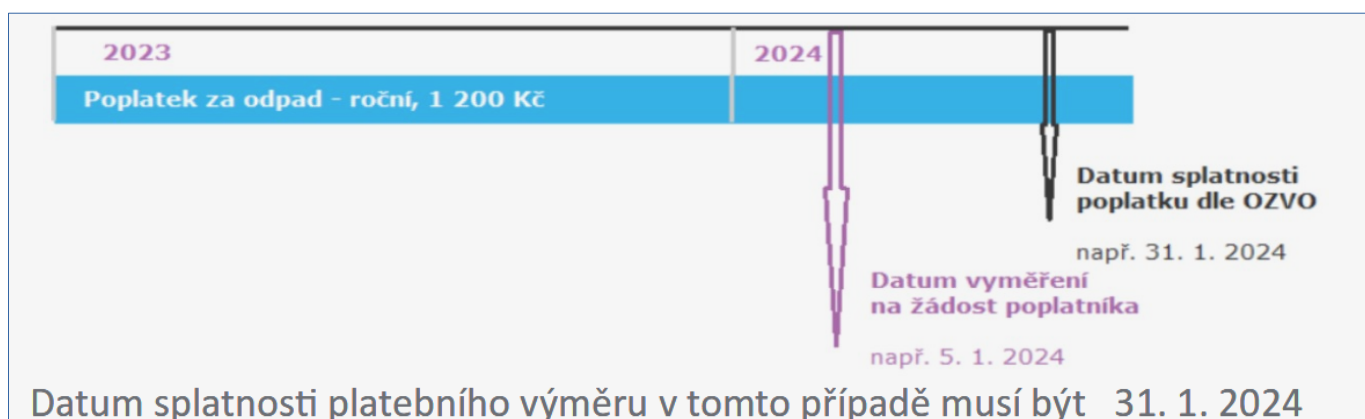 2023
2024
Poplatek za odpad - roční, 1 200 Kč
Datum splatnosti
poplatku dle OZVO
např. 31. 1. 2024
Datum vyměření
na žádost poplatníka
např. 5. 1. 2024
Datum splatnosti platebního výměru v tomto případě musí být 31. 1. 2024